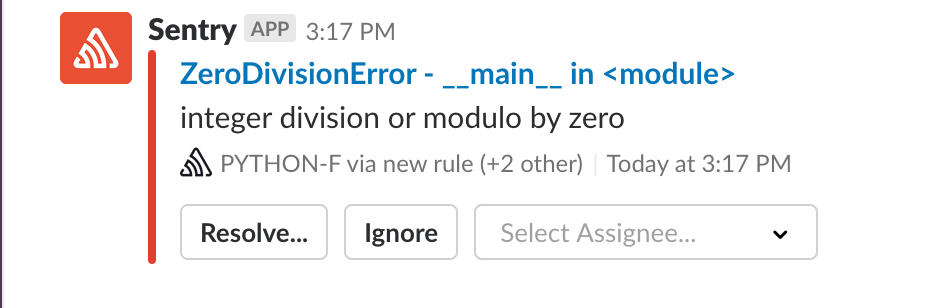 Sentry APP 3:17 PM
ZeroDivisionError - __main__ in <module>
integer division or modulo by zero
PYTHON-F via new rule (+2 other) | Today at 3:17 PM
Resolve... Ignore Select Assignee...